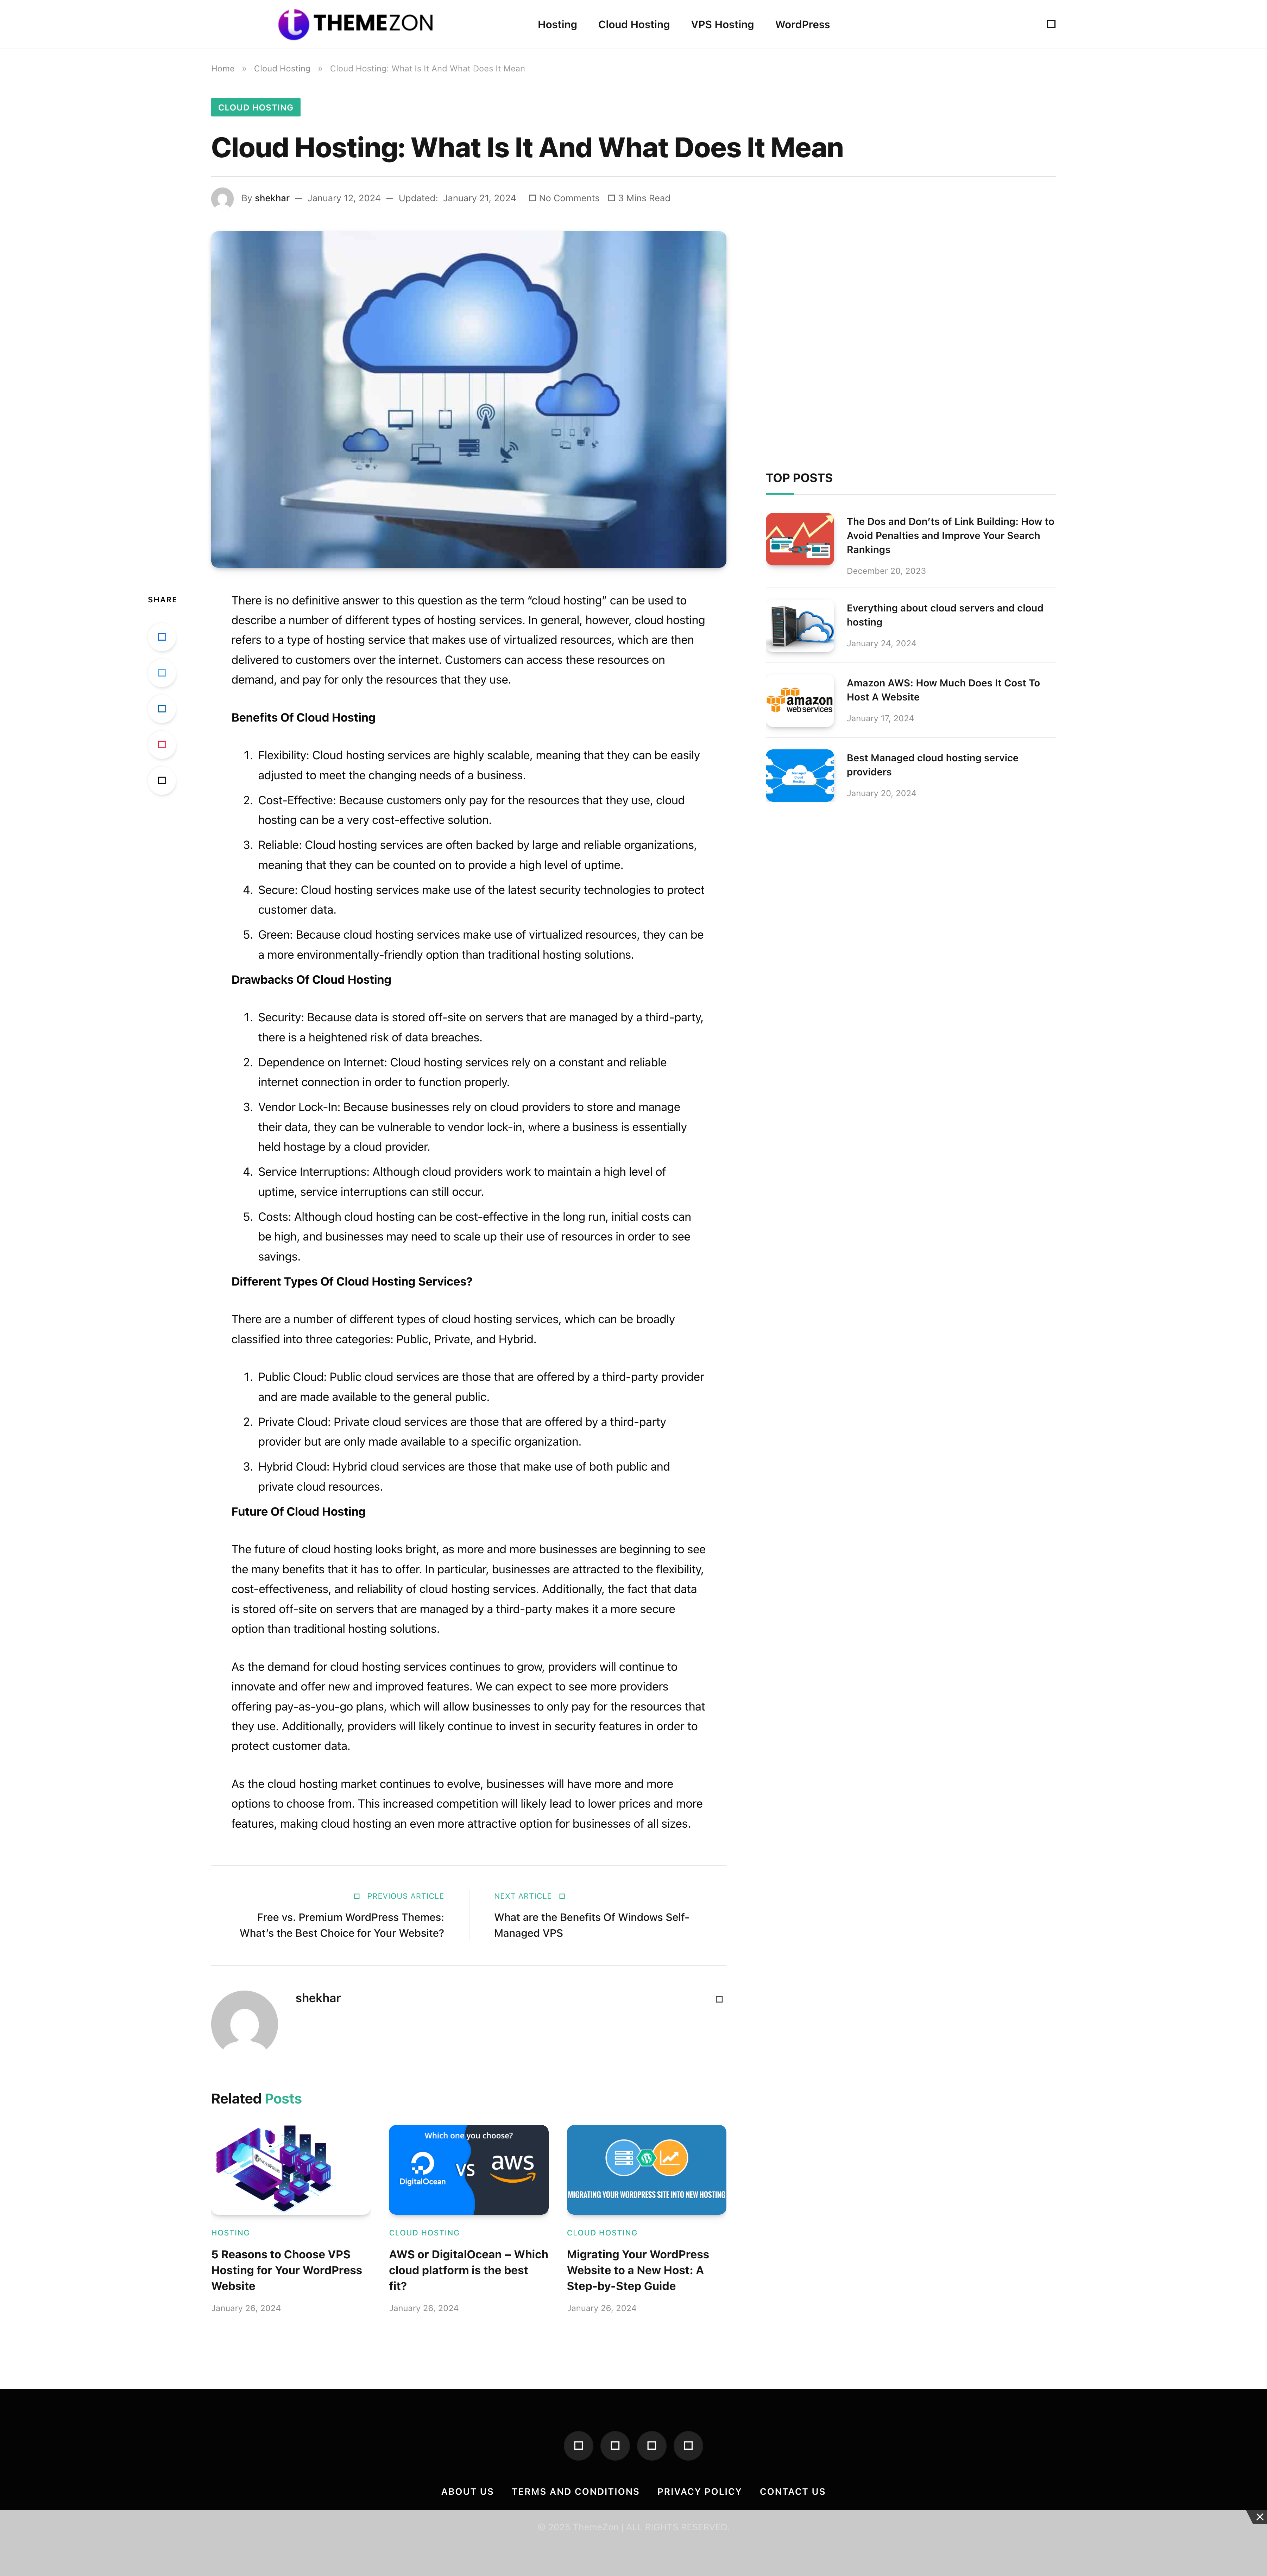 THEMEZON
Hosting Cloud Hosting VPS Hosting WordPress
Home » Cloud Hosting » Cloud Hosting: What Is It And What Does It Mean
CLOUD HOSTING
Cloud Hosting: What Is It And What Does It Mean
By shekhar — January 12, 2024 — Updated: January 21, 2024 No Comments 3 Mins Read
SHARE
There is no definitive answer to this question as the term “cloud hosting” can be used to
describe a number of different types of hosting services. In general, however, cloud hosting
refers to a type of hosting service that makes use of virtualized resources, which are then
delivered to customers over the internet. Customers can access these resources on
demand, and pay for only the resources that they use.
Benefits Of Cloud Hosting
1. Flexibility: Cloud hosting services are highly scalable, meaning that they can be easily
adjusted to meet the changing needs of a business.
2. Cost-Effective: Because customers only pay for the resources that they use, cloud
hosting can be a very cost-effective solution.
3. Reliable: Cloud hosting services are often backed by large and reliable organizations,
meaning that they can be counted on to provide a high level of uptime.
4. Secure: Cloud hosting services make use of the latest security technologies to protect
customer data.
5. Green: Because cloud hosting services make use of virtualized resources, they can be
a more environmentally-friendly option than traditional hosting solutions.
Drawbacks Of Cloud Hosting
1. Security: Because data is stored off-site on servers that are managed by a third-party,
there is a heightened risk of data breaches.
2. Dependence on Internet: Cloud hosting services rely on a constant and reliable
internet connection in order to function properly.
3. Vendor Lock-In: Because businesses rely on cloud providers to store and manage
their data, they can be vulnerable to vendor lock-in, where a business is essentially
held hostage by a cloud provider.
4. Service Interruptions: Although cloud providers work to maintain a high level of
uptime, service interruptions can still occur.
5. Costs: Although cloud hosting can be cost-effective in the long run, initial costs can
be high, and businesses may need to scale up their use of resources in order to see
savings.
Different Types Of Cloud Hosting Services?
There are a number of different types of cloud hosting services, which can be broadly
classified into three categories: Public, Private, and Hybrid.
1. Public Cloud: Public cloud services are those that are offered by a third-party provider
and are made available to the general public.
2. Private Cloud: Private cloud services are those that are offered by a third-party
provider but are only made available to a specific organization.
3. Hybrid Cloud: Hybrid cloud services are those that make use of both public and
private cloud resources.
Future Of Cloud Hosting
The future of cloud hosting looks bright, as more and more businesses are beginning to see
the many benefits that it has to offer. In particular, businesses are attracted to the flexibility,
cost-effectiveness, and reliability of cloud hosting services. Additionally, the fact that data
is stored off-site on servers that are managed by a third-party makes it a more secure
option than traditional hosting solutions.
As the demand for cloud hosting services continues to grow, providers will continue to
innovate and offer new and improved features. We can expect to see more providers
offering pay-as-you-go plans, which will allow businesses to only pay for the resources that
they use. Additionally, providers will likely continue to invest in security features in order to
protect customer data.
As the cloud hosting market continues to evolve, businesses will have more and more
options to choose from. This increased competition will likely lead to lower prices and more
features, making cloud hosting an even more attractive option for businesses of all sizes.
PREVIOUS ARTICLE
Free vs. Premium WordPress Themes:
What’s the Best Choice for Your Website?
NEXT ARTICLE
What are the Benefits Of Windows Self-
Managed VPS
shekhar
Related Posts
HOSTING
5 Reasons to Choose VPS
Hosting for Your WordPress
Website
January 26, 2024
Which one you choose?
DigitalOcean VS aws
CLOUD HOSTING
AWS or DigitalOcean – Which
cloud platform is the best
fit?
January 26, 2024
MIGRATING YOUR WORDPRESS SITE INTO NEW HOSTING
CLOUD HOSTING
Migrating Your WordPress
Website to a New Host: A
Step-by-Step Guide
January 26, 2024
TOP POSTS
The Dos and Don’ts of Link Building: How to
Avoid Penalties and Improve Your Search
Rankings
December 20, 2023
Everything about cloud servers and cloud
hosting
January 24, 2024
amazon
webservices
Amazon AWS: How Much Does It Cost To
Host A Website
January 17, 2024
Managed
Cloud
Hosting
Best Managed cloud hosting service
providers
January 20, 2024
ABOUT US TERMS AND CONDITIONS PRIVACY POLICY CONTACT US
© 2025 ThemeZon | ALL RIGHTS RESERVED.